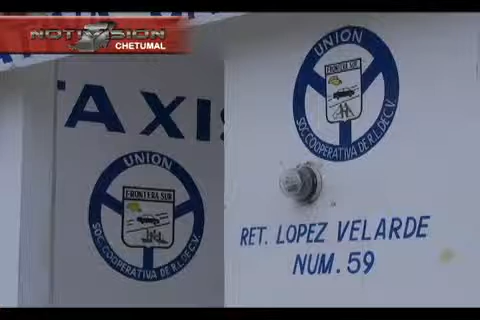 NOTIVISION
CHETUMAL
TAXIS
UNION
FRONTERA SUR
SOC. COOPERATIVA DE R.L. DE C.V.
UNION
FRONTERA SUR
SOC. COOPERATIVA DE R.L. DE C.V.
RET. LOPEZ VELARDE
NUM. 59